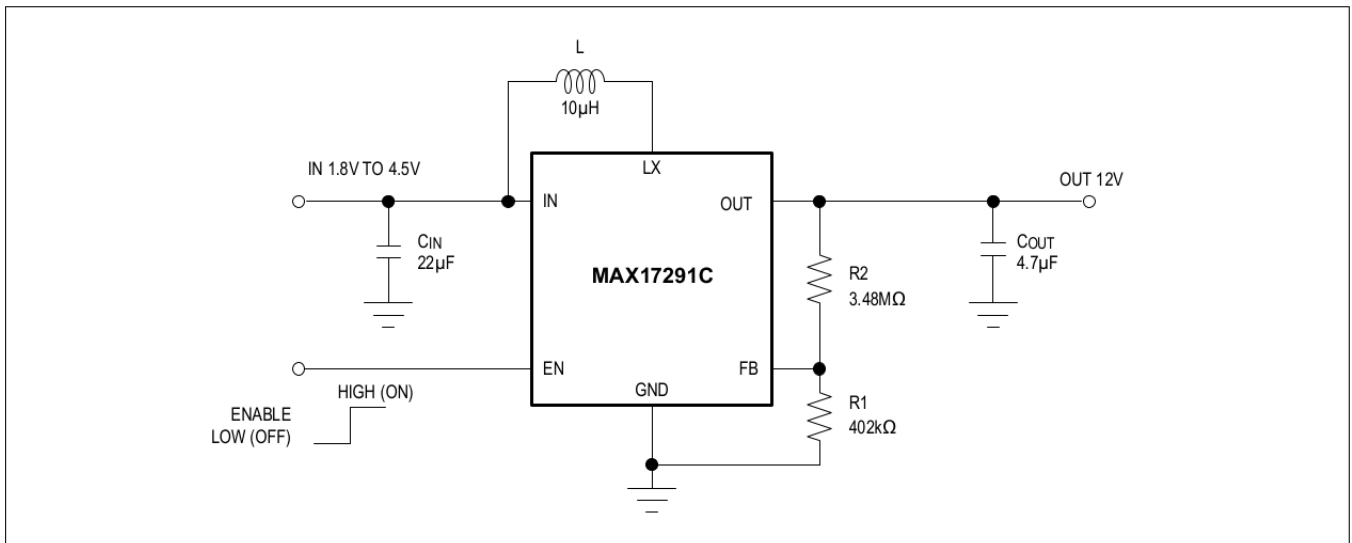 L
10µH
LX
IN 1.8V TO 4.5V
IN
OUT
OUT 12V
CIN
22µF
MAX17291C
R2
3.48MΩ
COUT
4.7µF
EN
FB
GND
HIGH (ON)
ENABLE
LOW (OFF)
R1
402kΩ